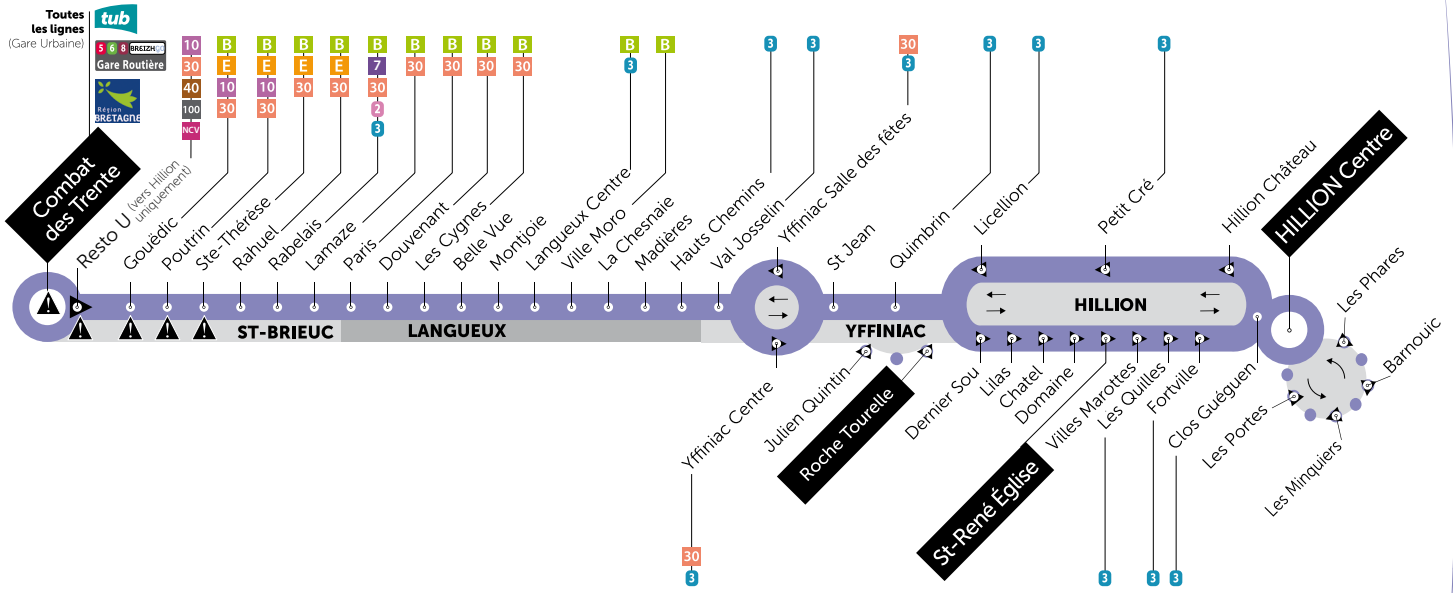 Toutes
les lignes
(Gare Urbaine)
tub
5 6 8 BREIZHGO
Gare Routière
Région
BRETAGNE
10
30
40
100
NCV
B
E
10
30
B
E
10
30
B
E
30
B
E
30
B
7
30
2
3
B
30
B
30
B
30
B
30
B
3
B
3
3
30
3
3
3
3
Combat
des Trente
Resto U (vers Hillion
uniquement)
Gouëdic
Poutrin
Ste-Thérèse
Rahuel
Rabelais
Lamaze
Paris
Douvenant
Les Cygnes
Belle Vue
Montjoie
Langueux Centre
Ville Moro
La Chesnaie
Madières
Hauts Chemins
Val Josselin
Yffiniac Salle des fêtes
St Jean
Quimbrin
Licellion
Petit Cré
Hillion Château
HILLION Centre
ST-BRIEUC
LANGUEUX
YFFINIAC
HILLION
Yffiniac Centre
30
3
Julien Quintin
Roche Tourelle
Dernier Sou
Lilas
Chatel
Domaine
St-René Église
Villes Marottes
3
Les Quilles
3
Fortville
3
Clos Guéguen
Les Portes
Les Minquiers
Barnouic
Les Phares